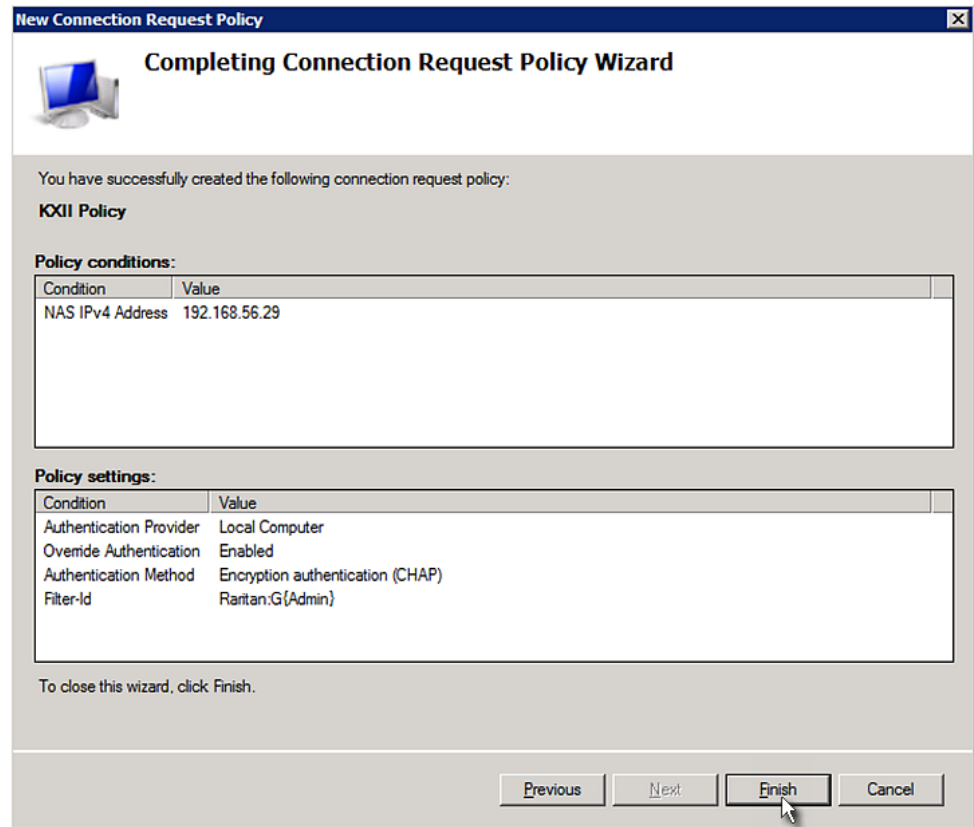 New Connection Request Policy
Completing Connection Request Policy Wizard
You have successfully created the following connection request policy:
KXII Policy
Policy conditions:
Condition Value
NAS IPv4 Address 192.168.56.29
Policy settings:
Condition Value
Authentication Provider Local Computer
Override Authentication Enabled
Authentication Method Encryption authentication (CHAP)
Filter-Id Raritan:G{Admin}
To close this wizard, click Finish.
Previous Next Finish Cancel